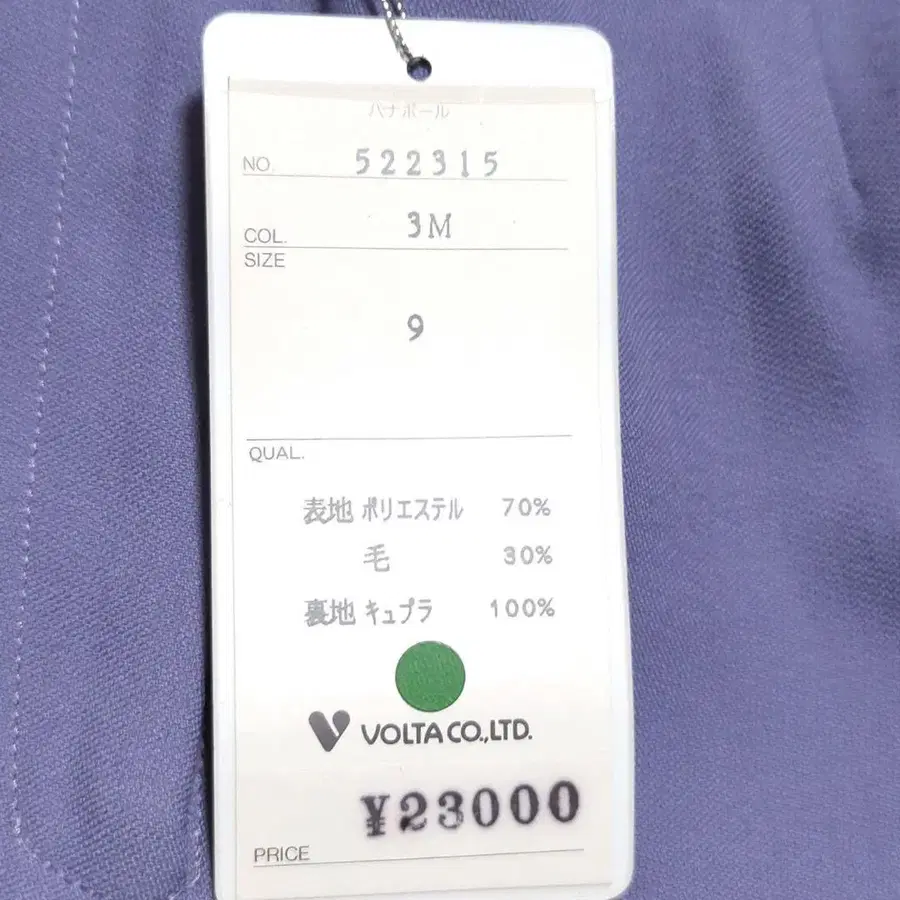 パナポール
NO. 522315
COL. 3M
SIZE
9
QUAL.
表地 ポリエステル 70%
毛 30%
裏地 キュプラ 100%
VOLTA CO.,LTD.
¥23000
PRICE